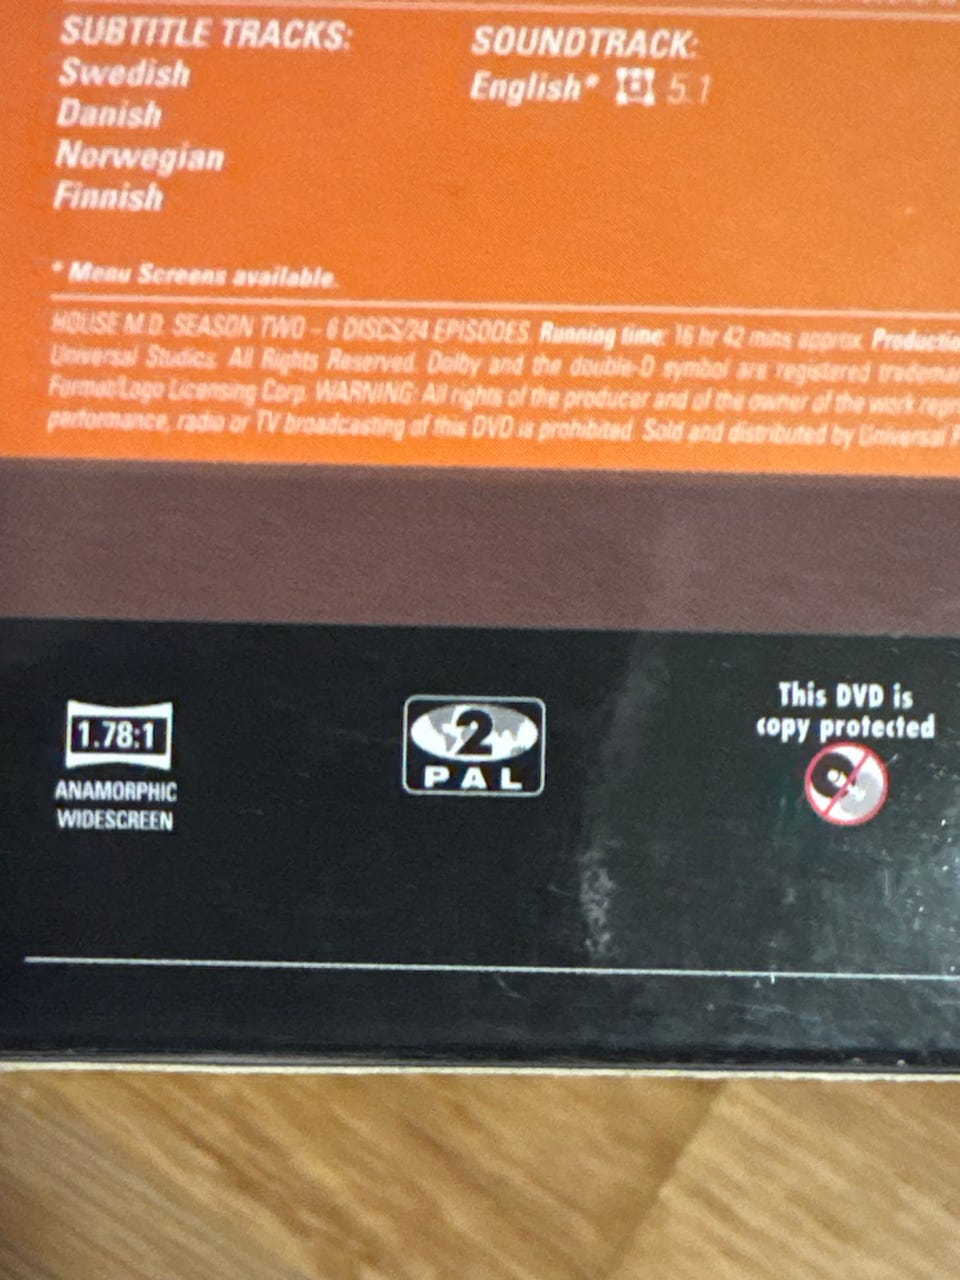 SUBTITLE TRACKS:
Swedish
Danish
Norwegian
Finnish
SOUNDTRACK:
English* 5.1
* Menu Screens available.
HOUSE M.D. SEASON TWO – 6 DISCS/24 EPISODES. Running time: 16 hr 42 mins approx. Productio
Universal Studios. All Rights Reserved. Dolby and the double-D symbol are registered tradema
Format/Logo Licensing Corp. WARNING: All rights of the producer and of the owner of the work repr
performance, radio or TV broadcasting of this DVD is prohibited. Sold and distributed by Universal P
1.78:1
ANAMORPHIC
WIDESCREEN
2
PAL
This DVD is
copy protected